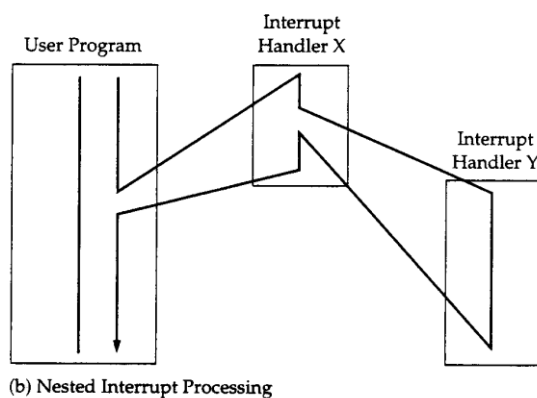 User Program
Interrupt
Handler X
Interrupt
Handler Y
(b) Nested Interrupt Processing